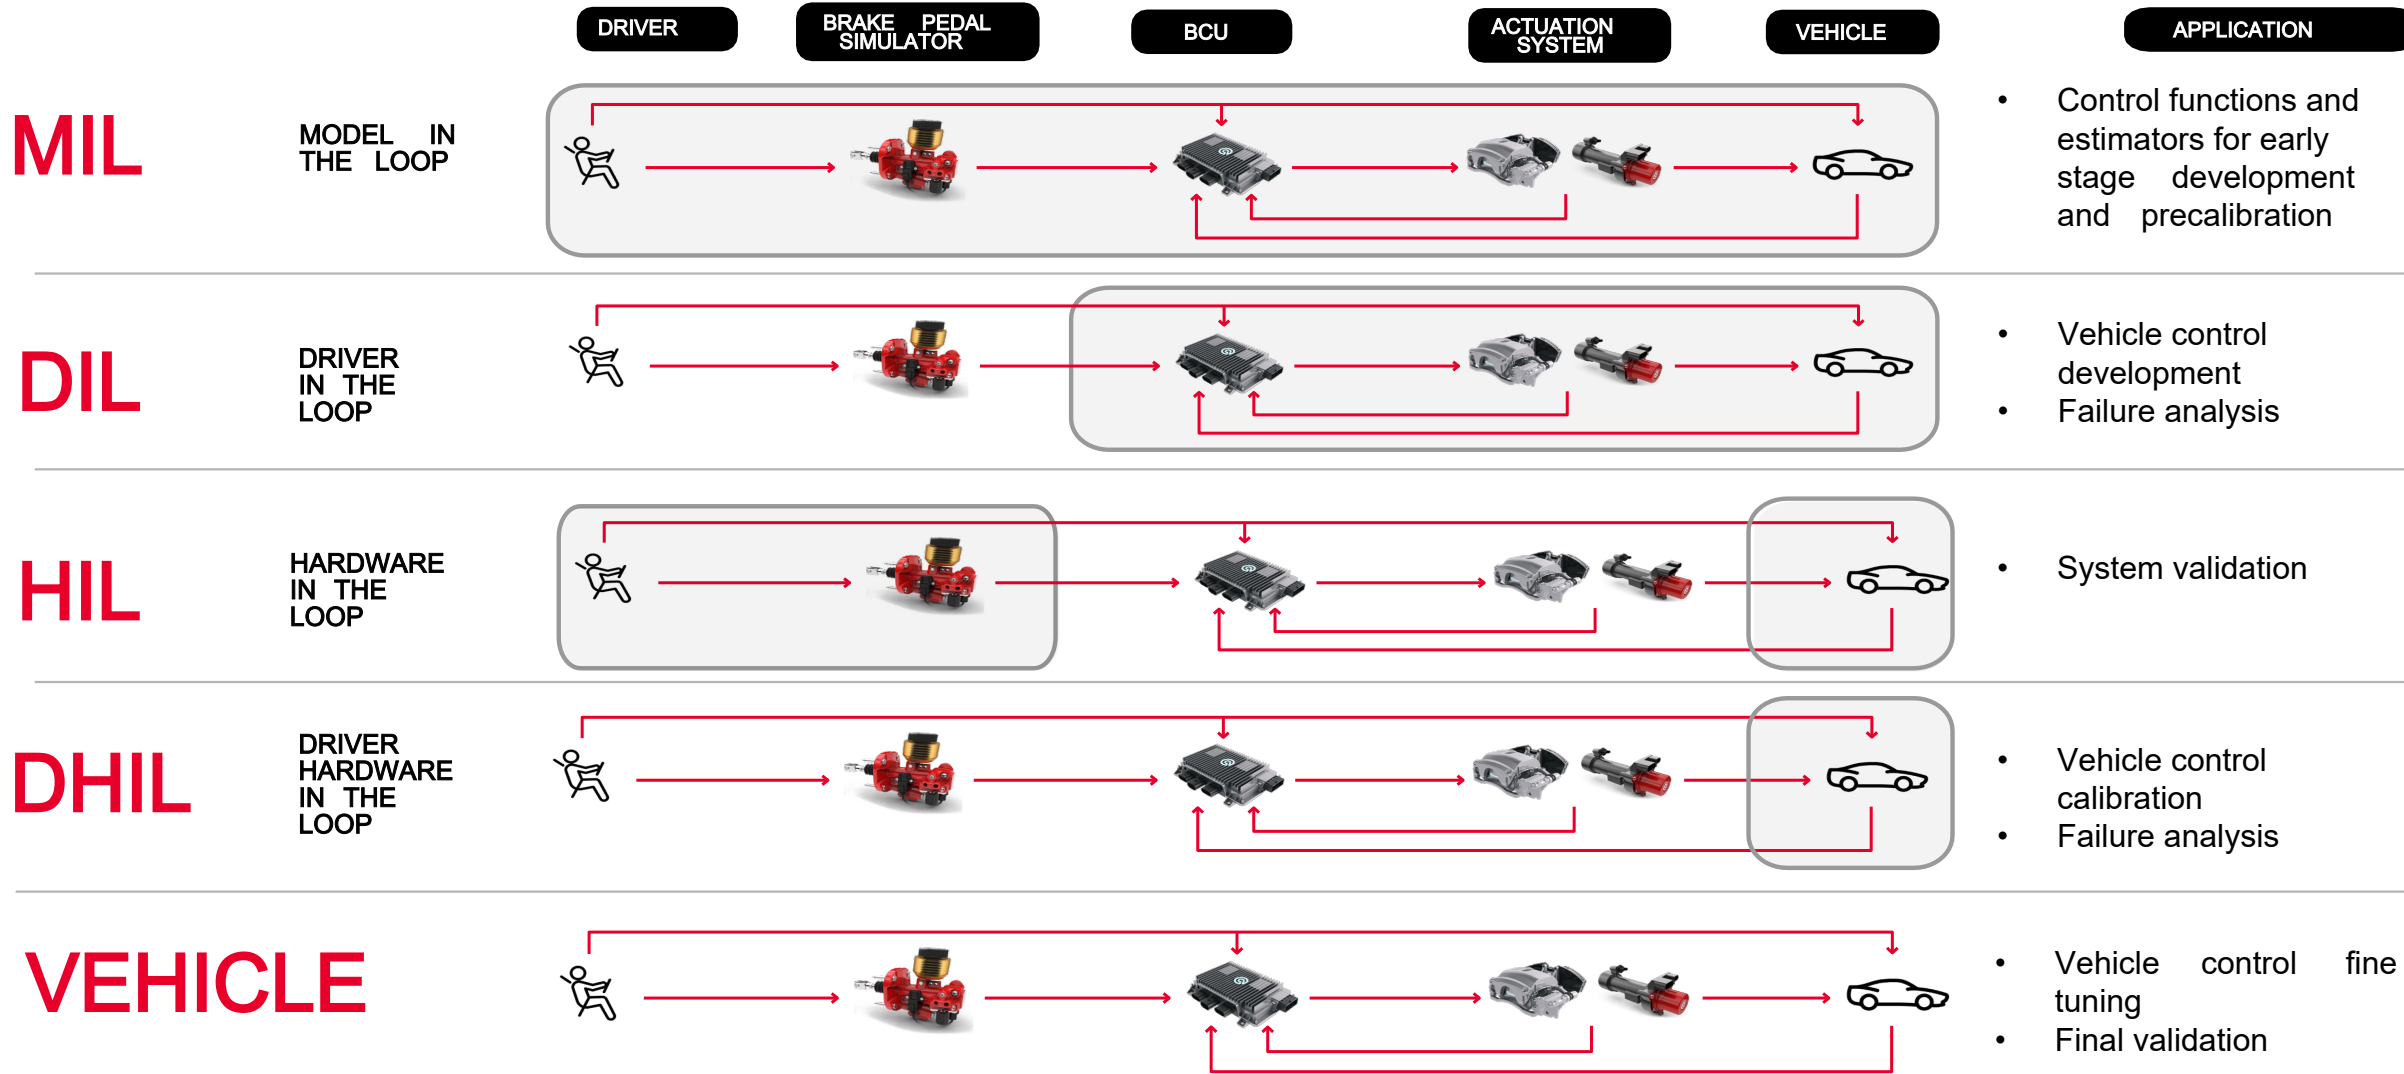 DRIVER
BRAKE PEDAL
SIMULATOR
BCU
ACTUATION
SYSTEM
VEHICLE
APPLICATION
MIL
MODEL IN
THE LOOP
• Control functions and
estimators for early
stage development
and precalibration
DIL
DRIVER
IN THE
LOOP
• Vehicle control
development
• Failure analysis
HIL
HARDWARE
IN THE
LOOP
• System validation
DHIL
DRIVER
HARDWARE
IN THE
LOOP
• Vehicle control
calibration
• Failure analysis
VEHICLE
• Vehicle control fine
tuning
• Final validation